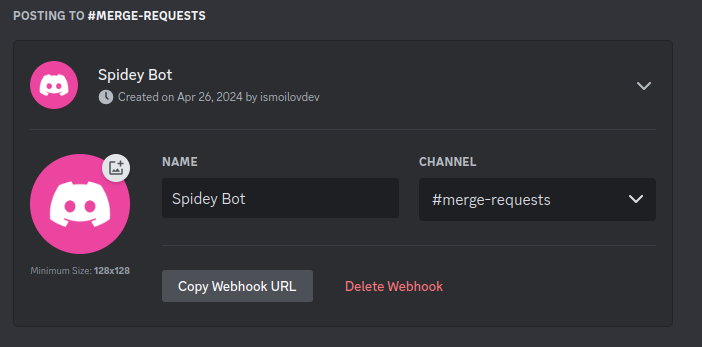 POSTING TO #MERGE-REQUESTS
Spidey Bot
Created on Apr 26, 2024 by ismoilovdev
NAME
CHANNEL
Spidey Bot
#merge-requests
Minimum Size: 128x128
Copy Webhook URL
Delete Webhook